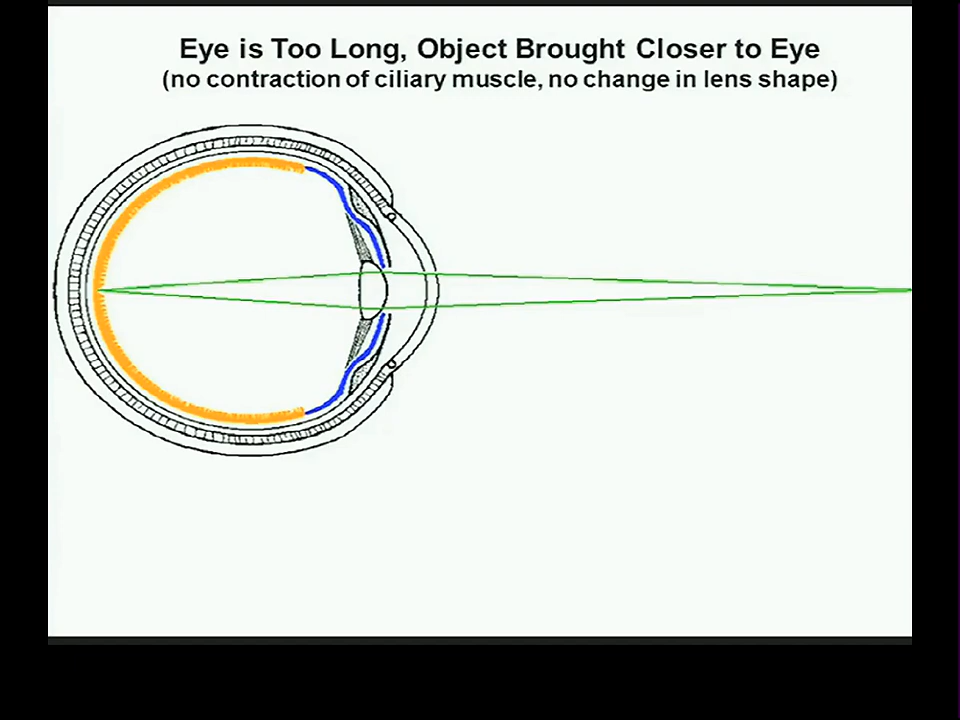 Eye is Too Long, Object Brought Closer to Eye
(no contraction of ciliary muscle, no change in lens shape)